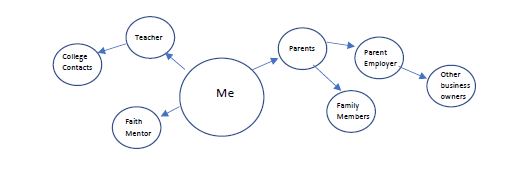 Teacher
College
Contacts
Faith
Mentor
Me
Parents
Parent
Employer
Family
Members
Other
business
owners